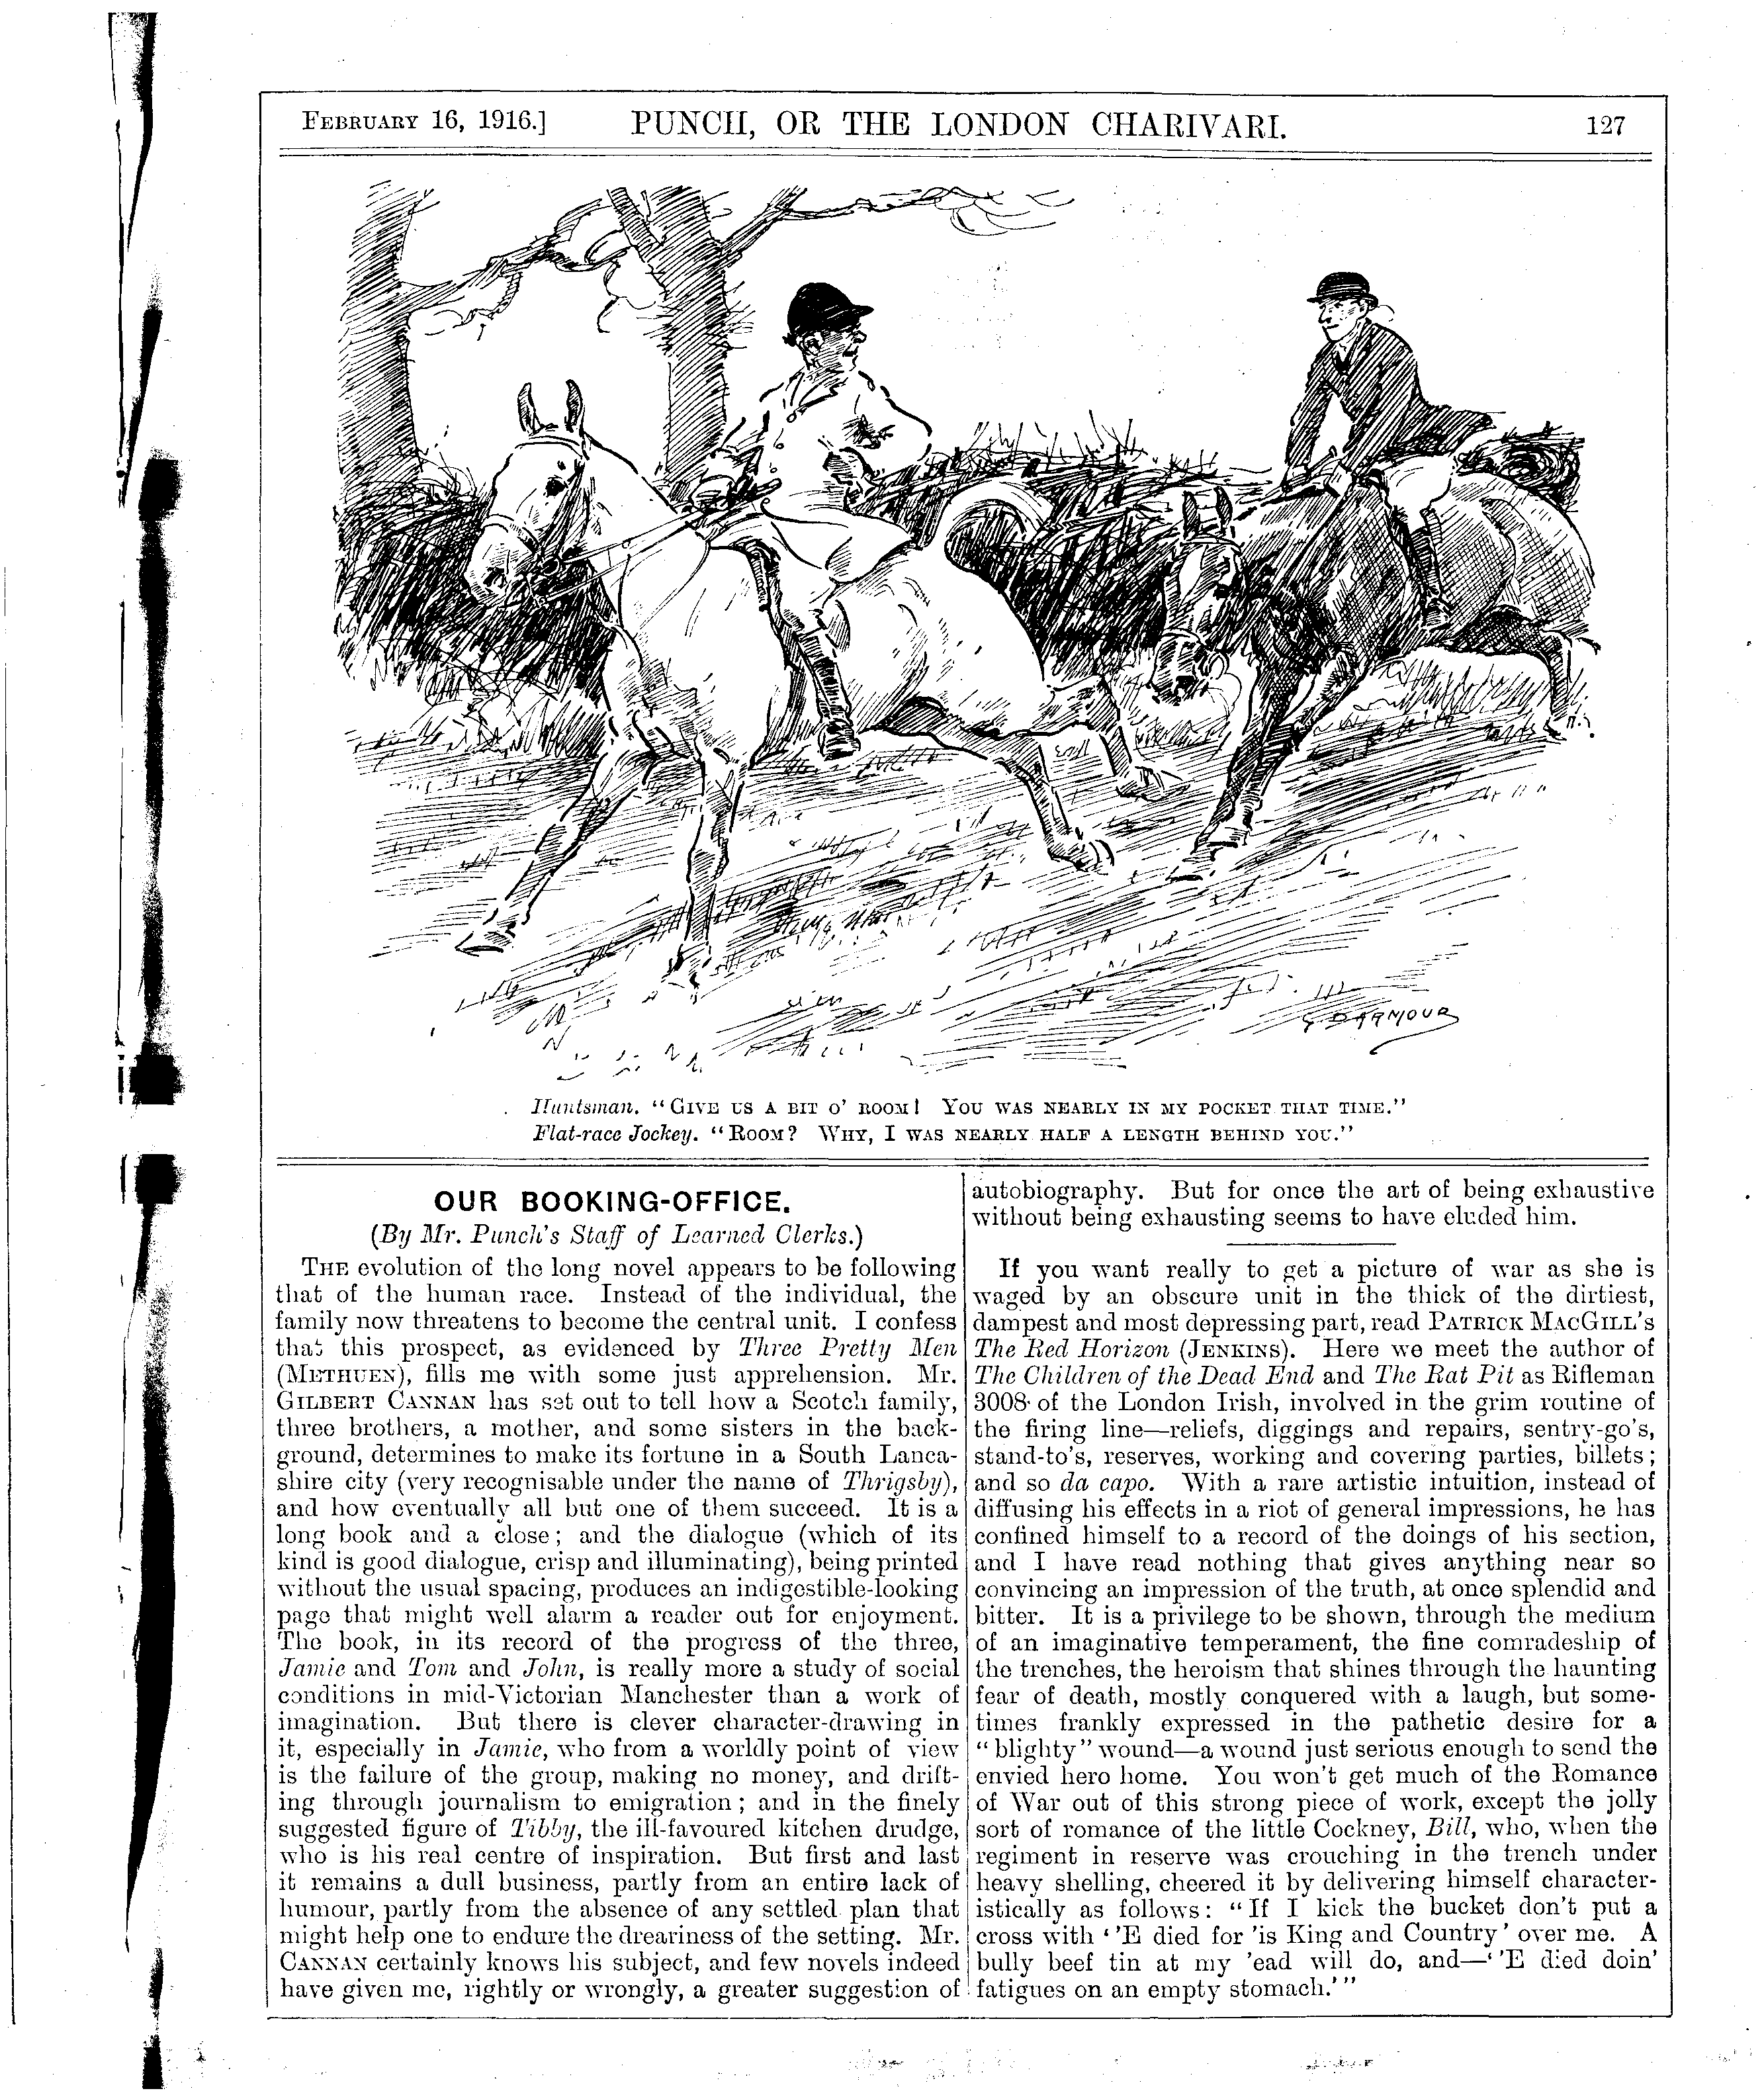 FEBRUARY 16, 1916.] PUNCH, OR THE LONDON CHARIVARI. 127
G. D. ARMOUR
Huntsman. "GIVE US A BIT O' ROOM! YOU WAS NEARLY IN MY POCKET THAT TIME."
Flat-race Jockey. "ROOM? WHY, I WAS NEARLY HALF A LENGTH BEHIND YOU."
OUR BOOKING-OFFICE.
(By Mr. Punch's Staff of Learned Clerks.)
THE evolution of the long novel appears to be following
that of the human race. Instead of the individual, the
family now threatens to become the central unit. I confess
that this prospect, as evidenced by Three Pretty Men
(METHUEN), fills me with some just apprehension. Mr.
GILBERT CANNAN has set out to tell how a Scotch family,
three brothers, a mother, and some sisters in the back-
ground, determines to make its fortune in a South Lanca-
shire city (very recognisable under the name of Thrigsby),
and how eventually all but one of them succeed. It is a
long book and a close; and the dialogue (which of its
kind is good dialogue, crisp and illuminating), being printed
without the usual spacing, produces an indigestible-looking
page that might well alarm a reader out for enjoyment.
The book, in its record of the progress of the three,
Jamie and Tom and John, is really more a study of social
conditions in mid-Victorian Manchester than a work of
imagination. But there is clever character-drawing in
it, especially in Jamie, who from a worldly point of view
is the failure of the group, making no money, and drift-
ing through journalism to emigration; and in the finely
suggested figure of Tibby, the ill-favoured kitchen drudge,
who is his real centre of inspiration. But first and last
it remains a dull business, partly from an entire lack of
humour, partly from the absence of any settled plan that
might help one to endure the dreariness of the setting. Mr.
CANNAN certainly knows his subject, and few novels indeed
have given me, rightly or wrongly, a greater suggestion of
autobiography. But for once the art of being exhaustive
without being exhausting seems to have eluded him.
If you want really to get a picture of war as she is
waged by an obscure unit in the thick of the dirtiest,
dampest and most depressing part, read PATRICK MACGILL'S
The Red Horizon (JENKINS). Here we meet the author of
The Children of the Dead End and The Rat Pit as Rifleman
3008 of the London Irish, involved in the grim routine of
the firing line—reliefs, diggings and repairs, sentry-go's,
stand-to's, reserves, working and covering parties, billets;
and so da capo. With a rare artistic intuition, instead of
diffusing his effects in a riot of general impressions, he has
confined himself to a record of the doings of his section,
and I have read nothing that gives anything near so
convincing an impression of the truth, at once splendid and
bitter. It is a privilege to be shown, through the medium
of an imaginative temperament, the fine comradeship of
the trenches, the heroism that shines through the haunting
fear of death, mostly conquered with a laugh, but some-
times frankly expressed in the pathetic desire for a
"blighty" wound—a wound just serious enough to send the
envied hero home. You won't get much of the Romance
of War out of this strong piece of work, except the jolly
sort of romance of the little Cockney, Bill, who, when the
regiment in reserve was crouching in the trench under
heavy shelling, cheered it by delivering himself character-
istically as follows: "If I kick the bucket don't put a
cross with ''E died for 'is King and Country' over me. A
bully beef tin at my 'ead will do, and—''E died doin'
fatigues on an empty stomach.'"